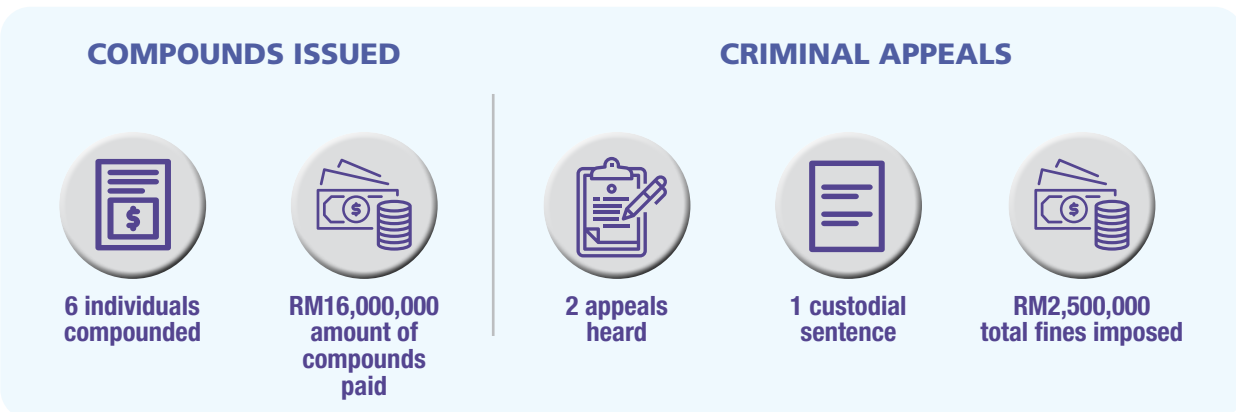 COMPOUNDS ISSUED
6 individuals
compounded
RM16,000,000
amount of
compounds
paid
CRIMINAL APPEALS
2 appeals
heard
1 custodial
sentence
RM2,500,000
total fines imposed